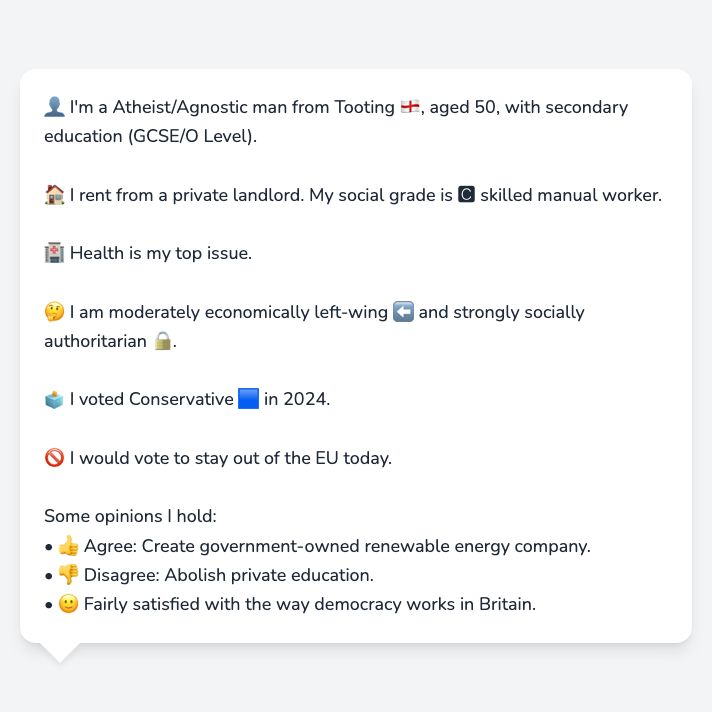 👤 I'm a Atheist/Agnostic man from Tooting 🏴󠁧󠁢󠁥󠁮󠁧󠁿, aged 50, with secondary
education (GCSE/O Level).
🏠 I rent from a private landlord. My social grade is 🅲 skilled manual worker.
🏥 Health is my top issue.
🤔 I am moderately economically left-wing ⬅️ and strongly socially
authoritarian 🔒.
🗳️ I voted Conservative 🟦 in 2024.
🚫 I would vote to stay out of the EU today.
Some opinions I hold:
• 👍 Agree: Create government-owned renewable energy company.
• 👎 Disagree: Abolish private education.
• 🙂 Fairly satisfied with the way democracy works in Britain.